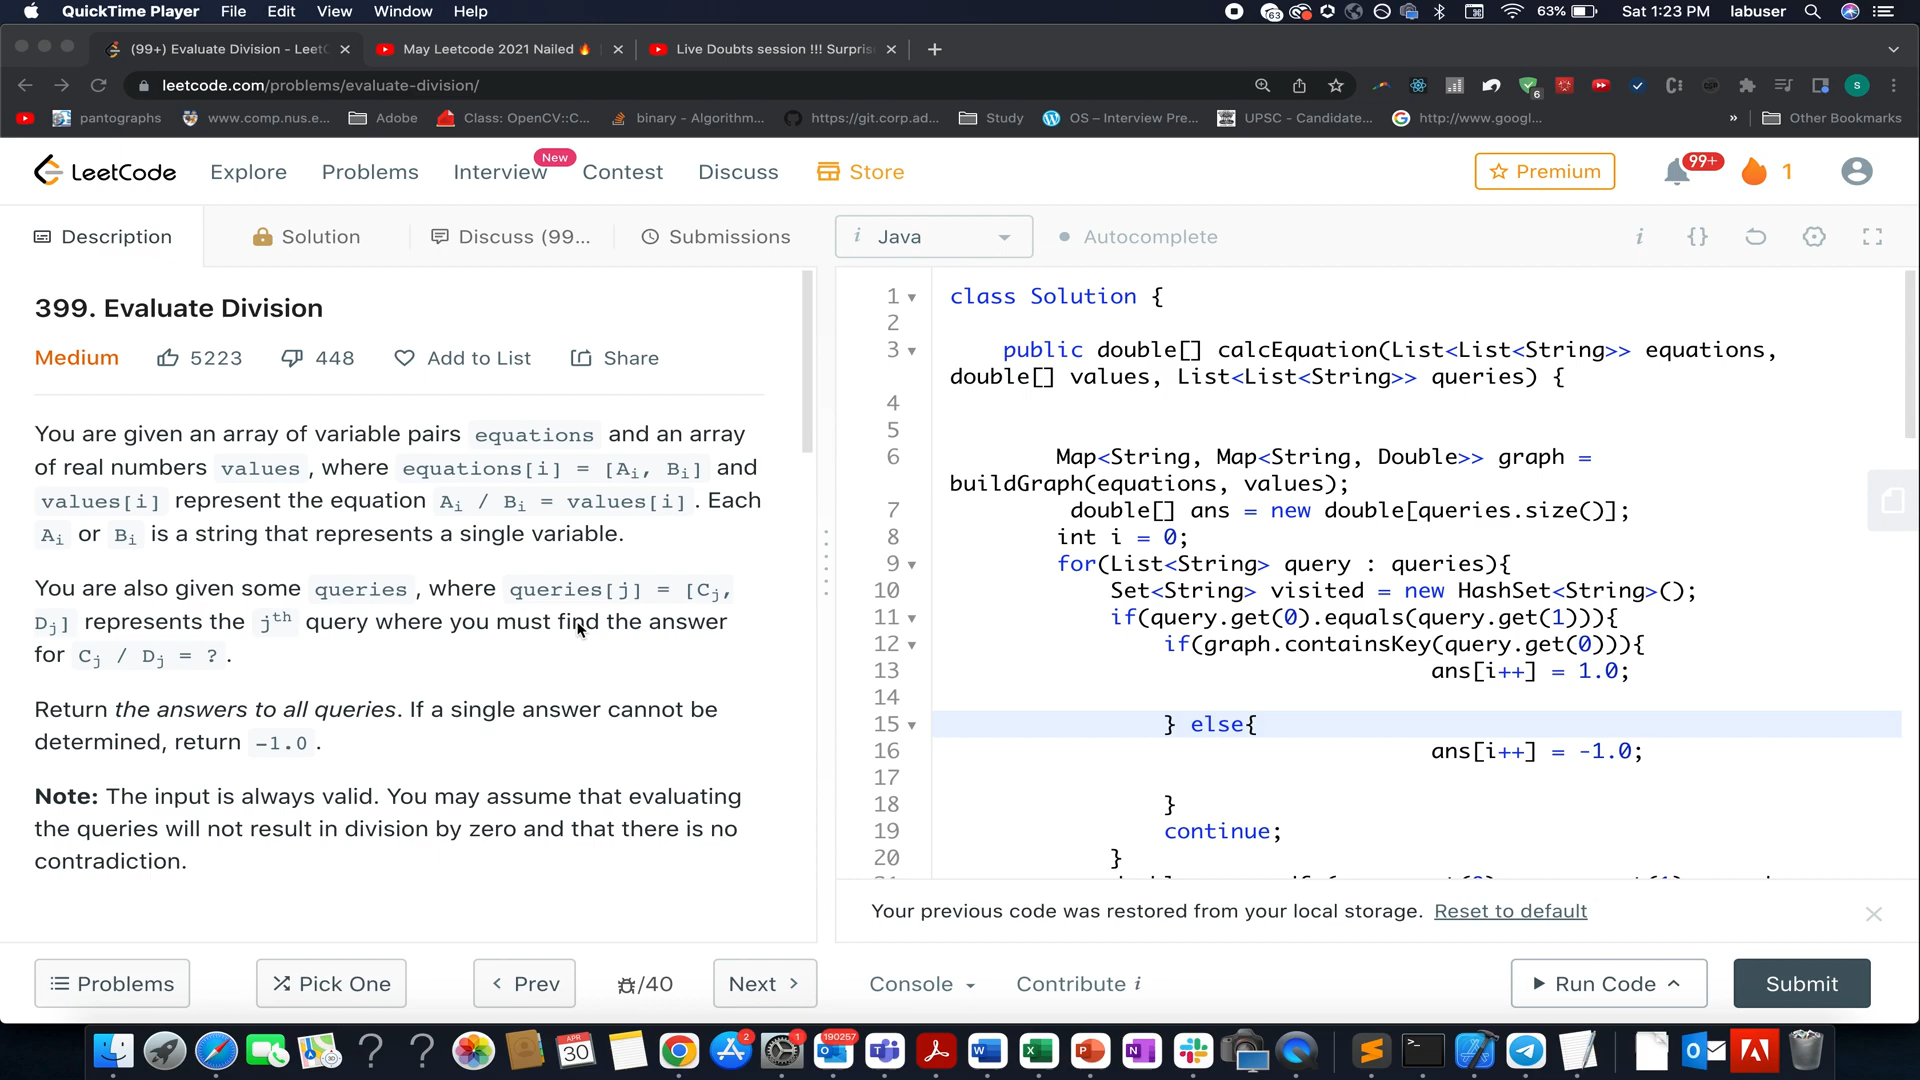 QuickTime Player File Edit View Window Help
63 63% Sat 1:23 PM labuser
(99+) Evaluate Division - Leet
May Leetcode 2021 Nailed 🔥
Live Doubts session !!! Surpris
leetcode.com/problems/evaluate-division/
6 S
pantographs www.comp.nus.e... Adobe Class: OpenCV::C... binary - Algorithm... https://git.corp.ad... Study OS – Interview Pre... UPSC - Candidate... http://www.googl... » Other Bookmarks
LeetCode Explore Problems Interview New Contest Discuss Store Premium 99+ 1
Description Solution Discuss (99... Submissions
i Java Autocomplete i {}
399. Evaluate Division
Medium 5223 448 Add to List Share
You are given an array of variable pairs equations and an array
of real numbers values , where equations[i] = [Ai, Bi] and
values[i] represent the equation Ai / Bi = values[i]. Each
Ai or Bi is a string that represents a single variable.
You are also given some queries , where queries[j] = [Cj,
Dj] represents the jth query where you must find the answer
for Cj / Dj = ? .
Return the answers to all queries. If a single answer cannot be
determined, return -1.0 .
Note: The input is always valid. You may assume that evaluating
the queries will not result in division by zero and that there is no
contradiction.
1 class Solution {
2
3 public double[] calcEquation(List<List<String>> equations,
double[] values, List<List<String>> queries) {
4
5
6 Map<String, Map<String, Double>> graph =
buildGraph(equations, values);
7 double[] ans = new double[queries.size()];
8 int i = 0;
9 for(List<String> query : queries){
10 Set<String> visited = new HashSet<String>();
11 if(query.get(0).equals(query.get(1))){
12 if(graph.containsKey(query.get(0))){
13 ans[i++] = 1.0;
14
15 } else{
16 ans[i++] = -1.0;
17
18 }
19 continue;
20 }
Your previous code was restored from your local storage. Reset to default
Problems Pick One Prev /40 Next Console Contribute i Run Code Submit
APR 30 2 1 190257